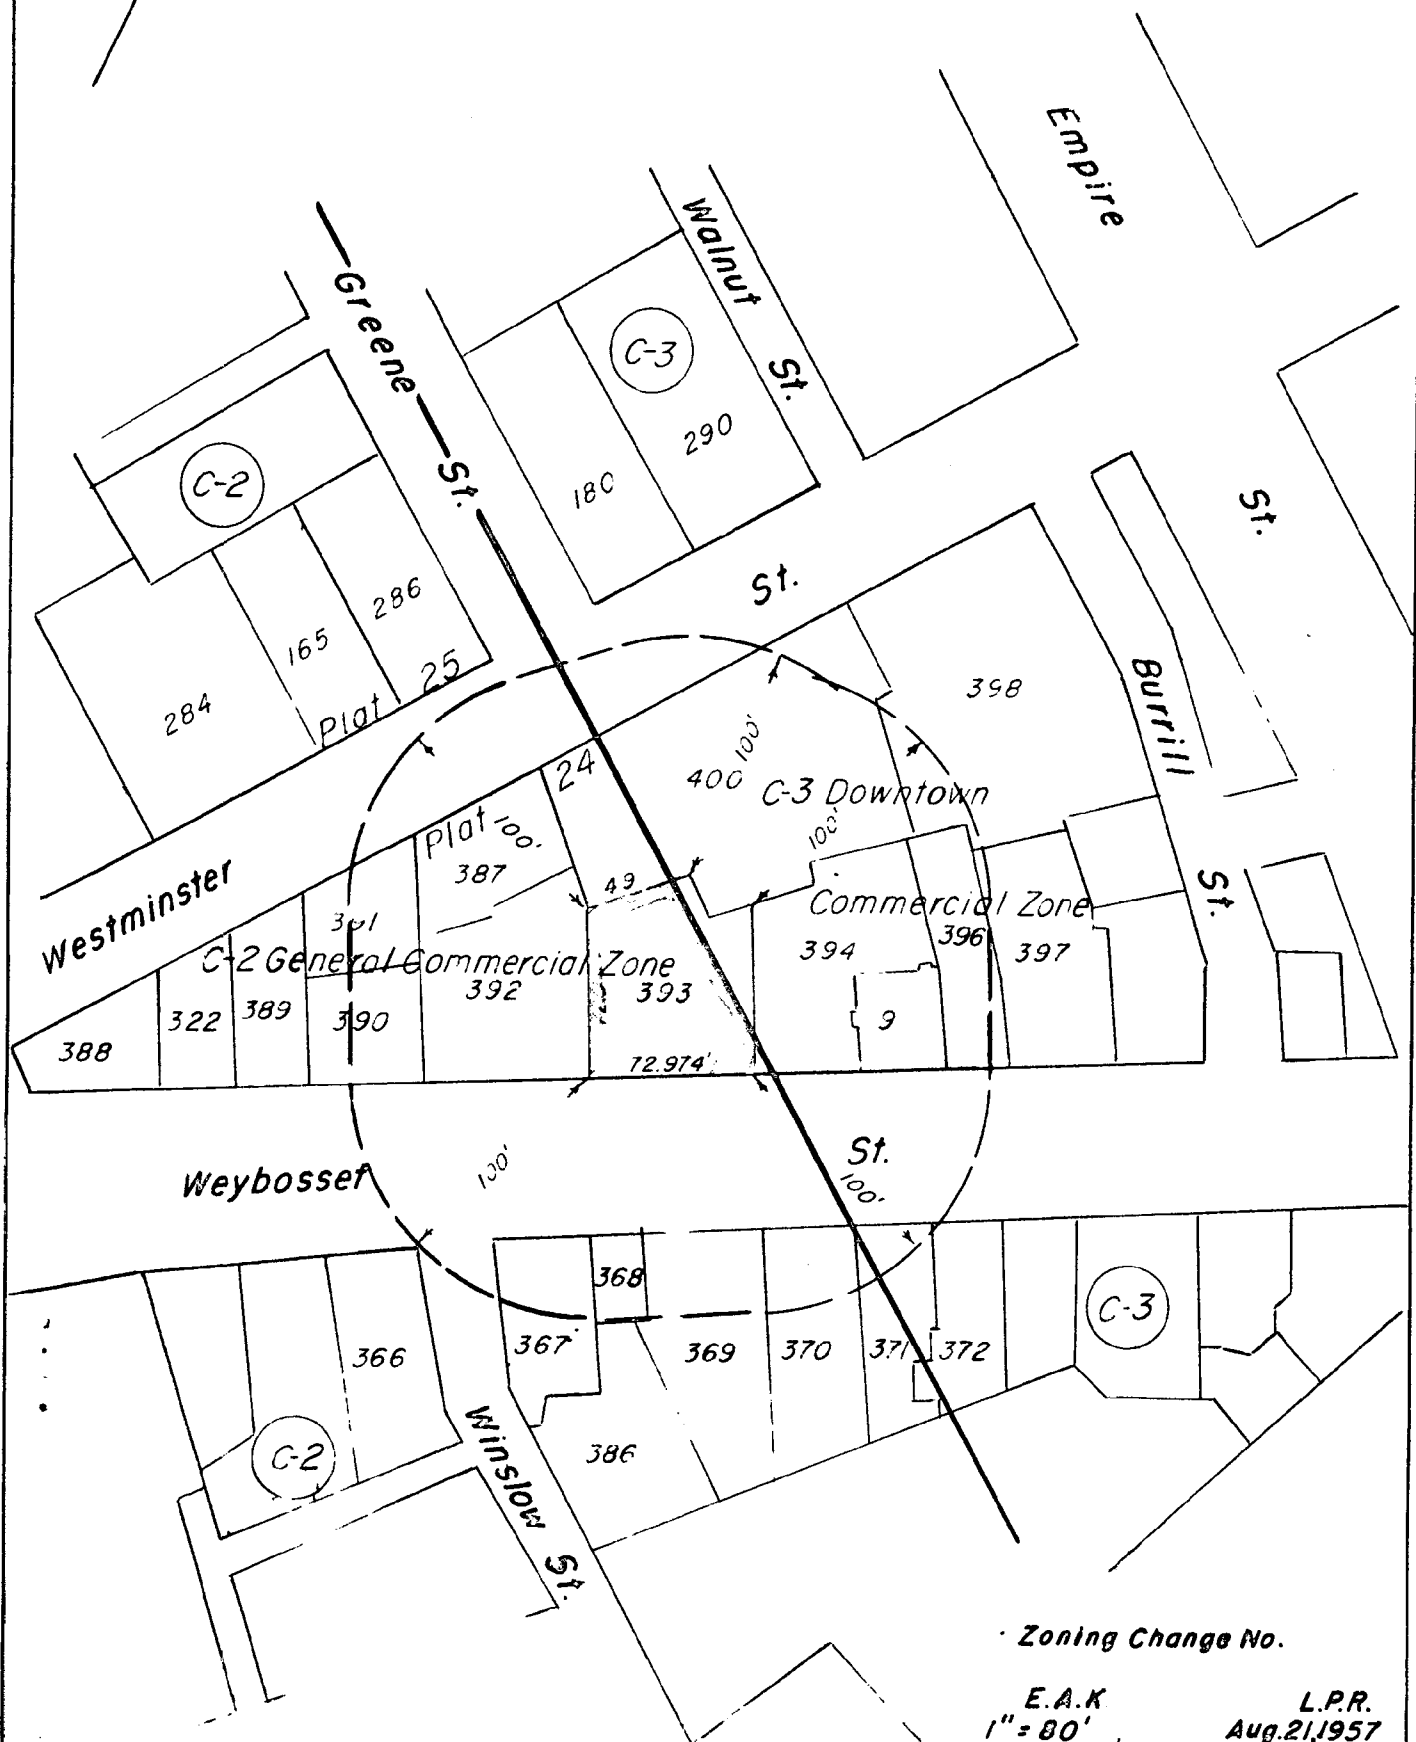 Empire
St.
Walnut
St.
Greene
St.
C-3
290
180
C-2
286
165
284
Plat 25
St.
Burrill
St.
398
400
100'
C-3 Downtown
100'
Commercial Zone
24
Plat
100'
387
49
Westminster
C-2 General Commercial Zone
388
322
389
390
392
393
394
396
397
9
72.974'
Weybosset
St.
100'
100'
366
367
368
369
370
371
372
386
C-3
C-2
Winslow St.
Zoning Change No.
E.A.K L.P.R.
1" = 80' Aug.21,1957